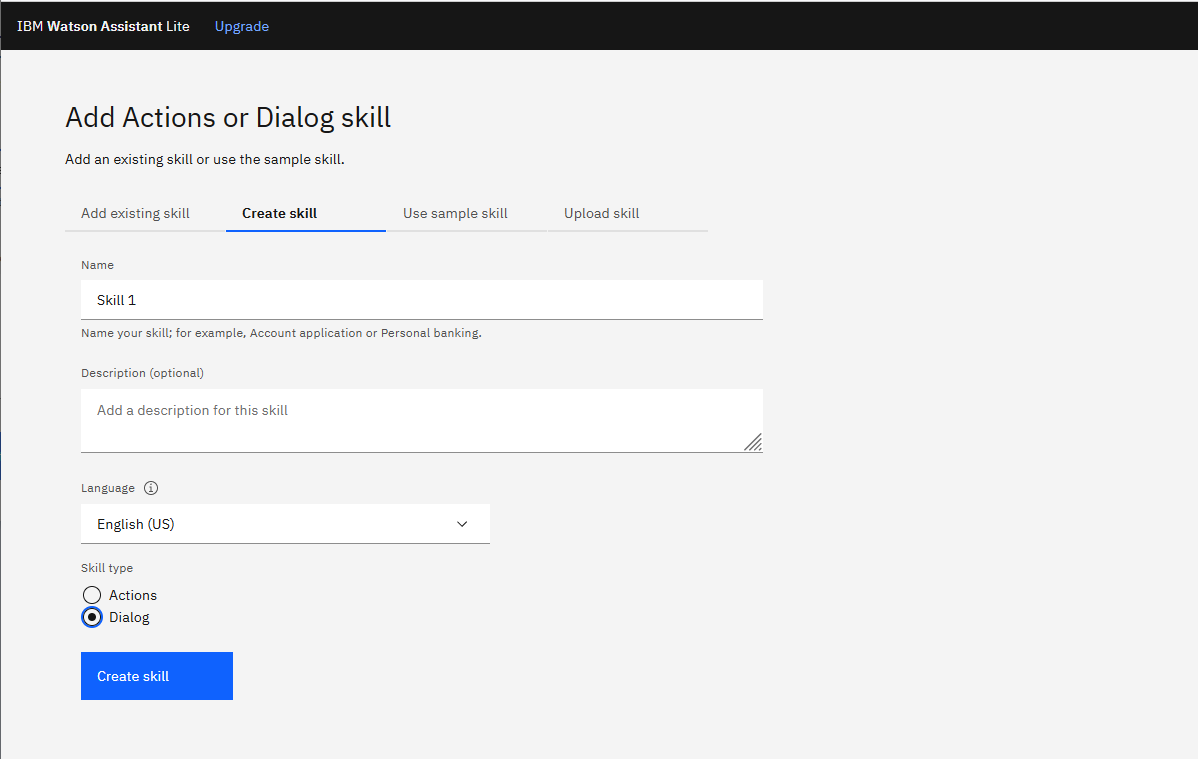 IBM Watson Assistant Lite Upgrade
Add Actions or Dialog skill
Add an existing skill or use the sample skill.
Add existing skill Create skill Use sample skill Upload skill
Name
Skill 1
Name your skill; for example, Account application or Personal banking.
Description (optional)
Add a description for this skill
Language
English (US)
Skill type
Actions
Dialog
Create skill